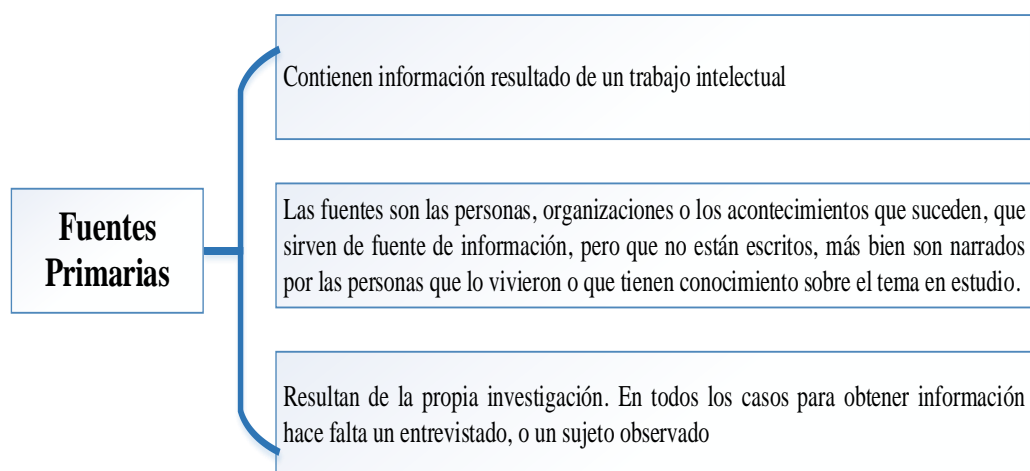 Contienen información resultado de un trabajo intelectual
Fuentes
Primarias
Las fuentes son las personas, organizaciones o los acontecimientos que suceden, que
sirven de fuente de información, pero que no están escritos, más bien son narrados
por las personas que lo vivieron o que tienen conocimiento sobre el tema en estudio.
Resultan de la propia investigación. En todos los casos para obtener información
hace falta un entrevistado, o un sujeto observado